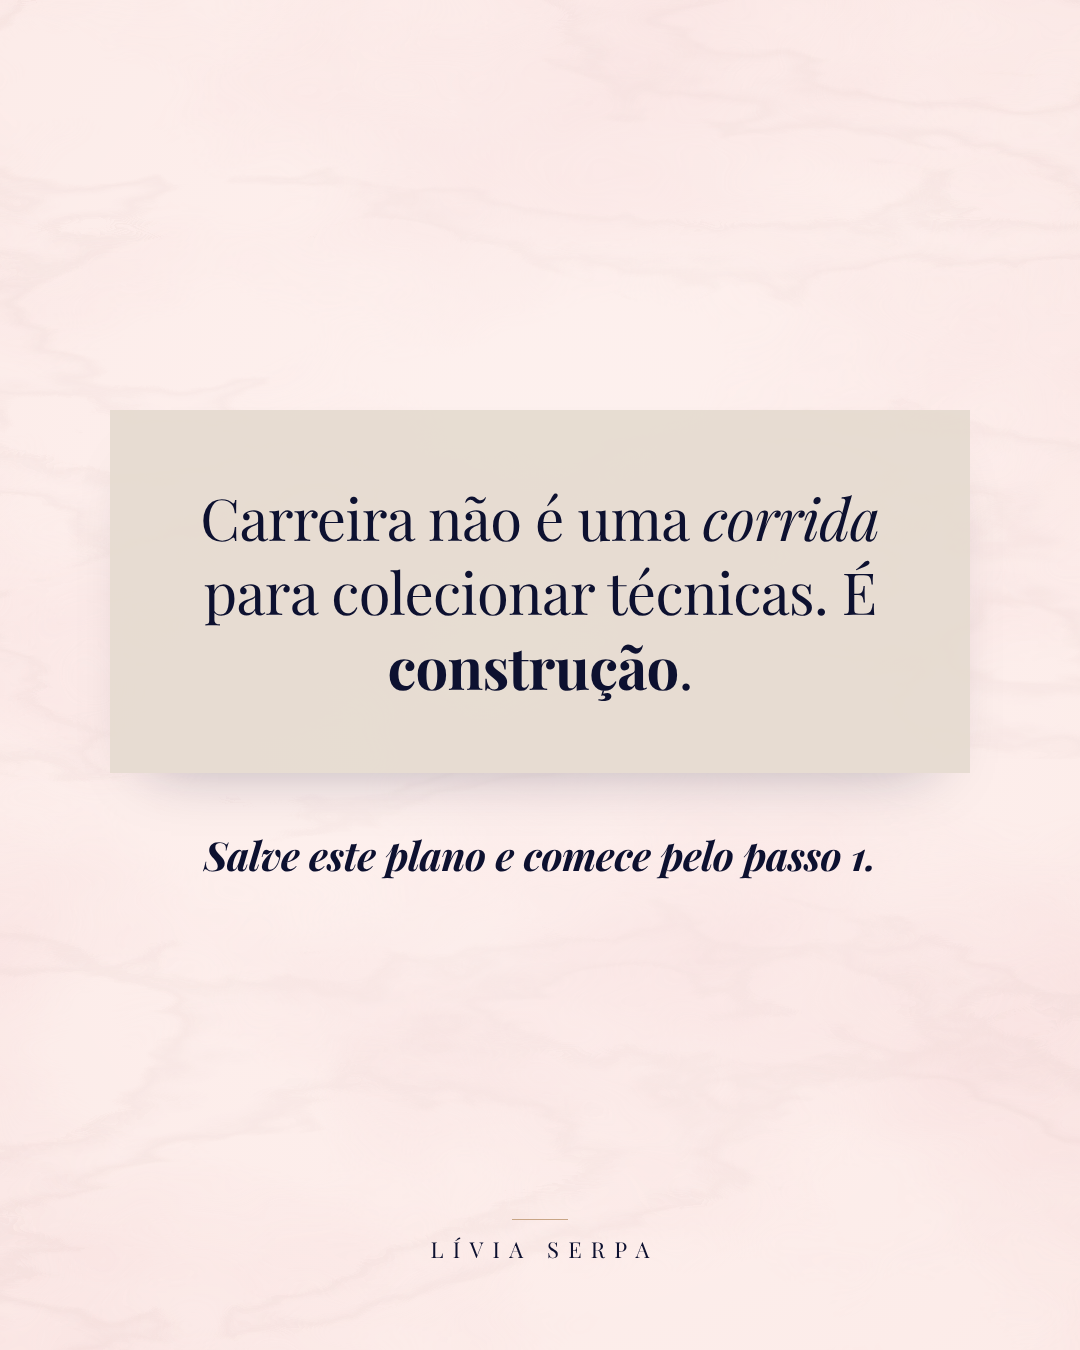 Carreira não é uma corrida
para colecionar técnicas. É
construção.
Salve este plano e comece pelo passo 1.
LÍVIA SERPA